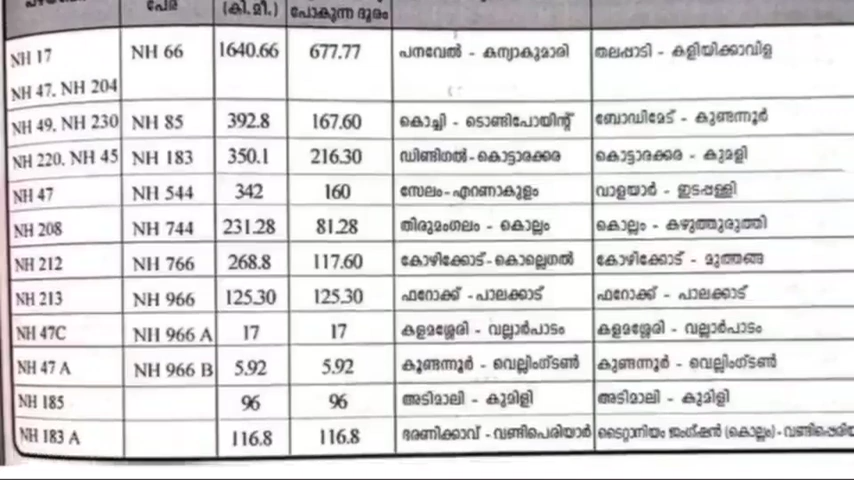 പേര് (കി.മീ.) പോകുന്ന ദൂരം
NH 17 NH 66 1640.66 677.77 പനവേൽ - കന്യാകുമാരി തലപ്പാടി - കളിയിക്കാവിള
NH 47, NH 204
NH 49, NH 230 NH 85 392.8 167.60 കൊച്ചി - ടൊണ്ടിപോയിന്റ് ബോഡിമേട് - കുണ്ടന്നൂർ
NH 220, NH 45 NH 183 350.1 216.30 ഡിണ്ടിഗൽ - കൊട്ടാരക്കര കൊട്ടാരക്കര - കുമളി
NH 47 NH 544 342 160 സേലം - എറണാകുളം വാളയാർ - ഇടപ്പള്ളി
NH 208 NH 744 231.28 81.28 തിരുമംഗലം - കൊല്ലം കൊല്ലം - കഴുത്തുരുത്തി
NH 212 NH 766 268.8 117.60 കോഴിക്കോട് - കൊല്ലെഗൽ കോഴിക്കോട് - മുത്തങ്ങ
NH 213 NH 966 125.30 125.30 ഫറോക്ക് - പാലക്കാട് ഫറോക്ക് - പാലക്കാട്
NH 47C NH 966 A 17 17 കളമശ്ശേരി - വല്ലാർപാടം കളമശ്ശേരി - വല്ലാർപാടം
NH 47 A NH 966 B 5.92 5.92 കുണ്ടന്നൂർ - വെല്ലിംഗ്ടൺ കുണ്ടന്നൂർ - വെല്ലിംഗ്ടൺ
NH 185 96 96 അടിമാലി - കുമിളി അടിമാലി - കുമിളി
NH 183 A 116.8 116.8 ഭരണിക്കാവ് - വണ്ടിപെരിയാർ ടൈറ്റാനിയം ജംഗ്ഷൻ (കൊല്ലം) -